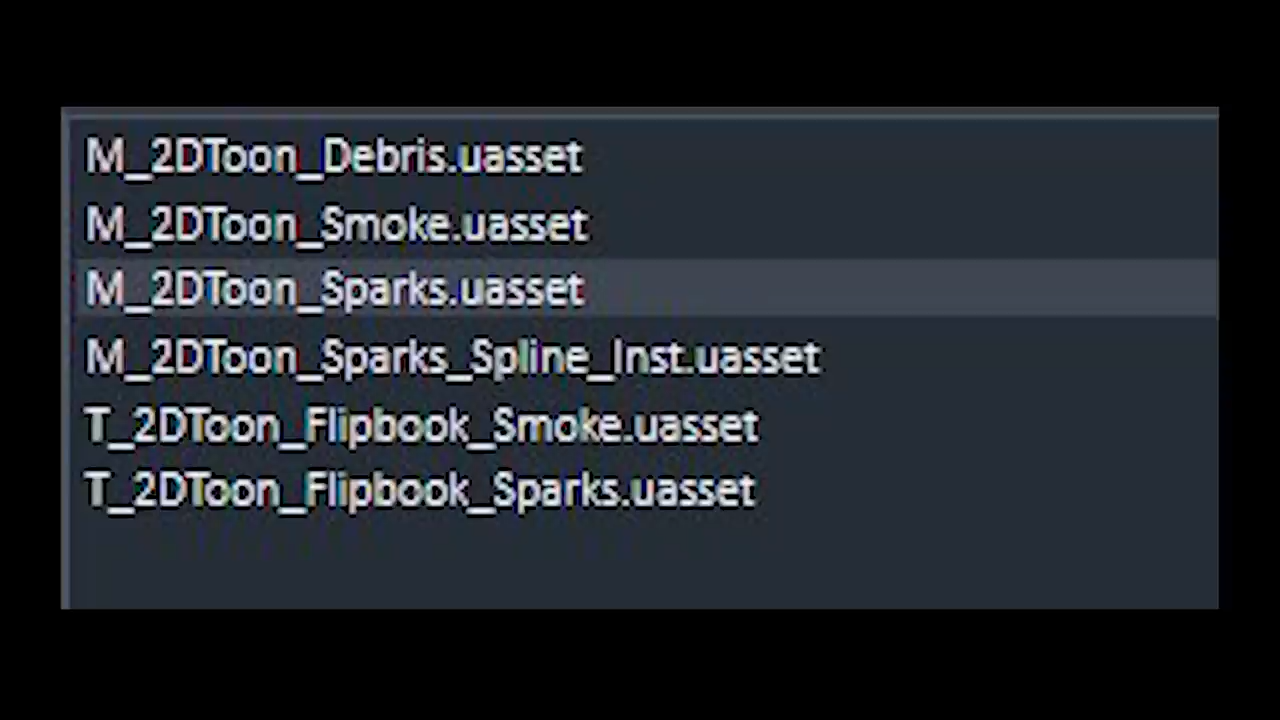 M_2DToon_Debris.uasset
M_2DToon_Smoke.uasset
M_2DToon_Sparks.uasset
M_2DToon_Sparks_Spline_Inst.uasset
T_2DToon_Flipbook_Smoke.uasset
T_2DToon_Flipbook_Sparks.uasset